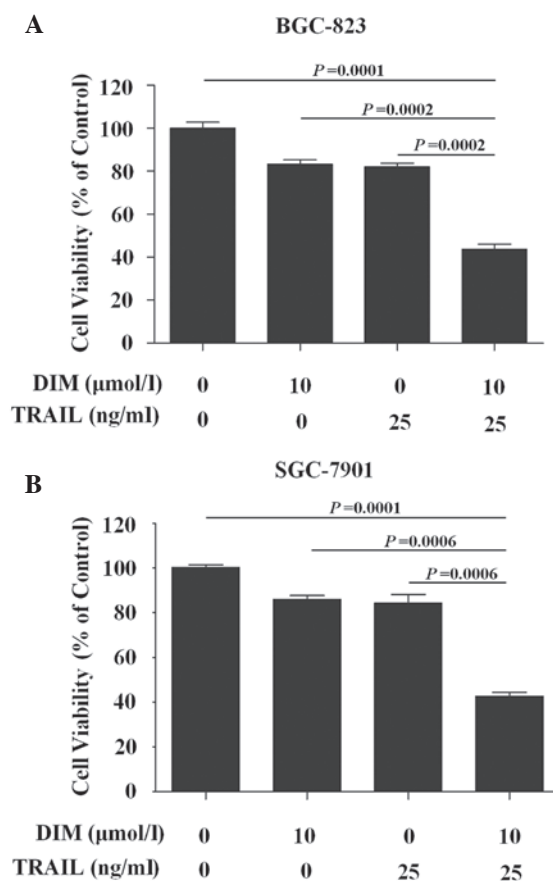 A
BGC-823
P=0.0001
P=0.0002
P=0.0002
120
100
80
60
40
20
0
Cell Viability (% of Control)
DIM (μmol/l) 0 10 0 10
TRAIL (ng/ml) 0 0 25 25
B
SGC-7901
P=0.0001
P=0.0006
P=0.0006
120
100
80
60
40
20
0
Cell Viability (% of Control)
DIM (μmol/l) 0 10 0 10
TRAIL (ng/ml) 0 0 25 25